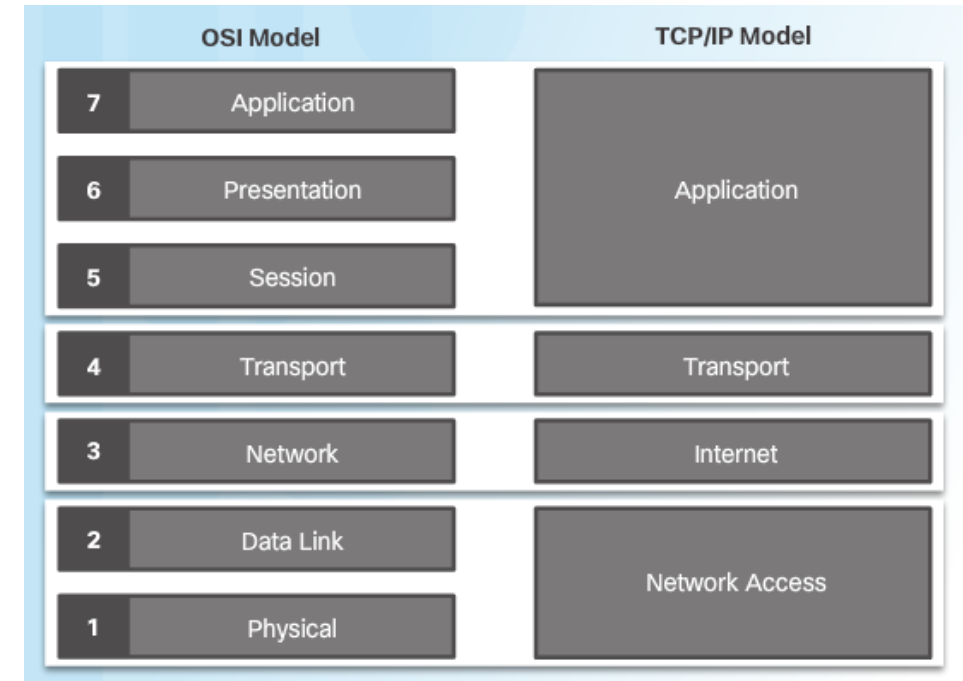 OSI Model TCP/IP Model
7 Application
6 Presentation
Application
5 Session
4 Transport Transport
3 Network Internet
2 Data Link
Network Access
1 Physical